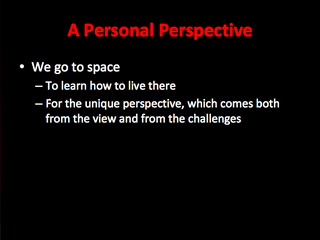 A Personal Perspective
• We go to space
– To learn how to live there
– For the unique perspective, which comes both
from the view and from the challenges